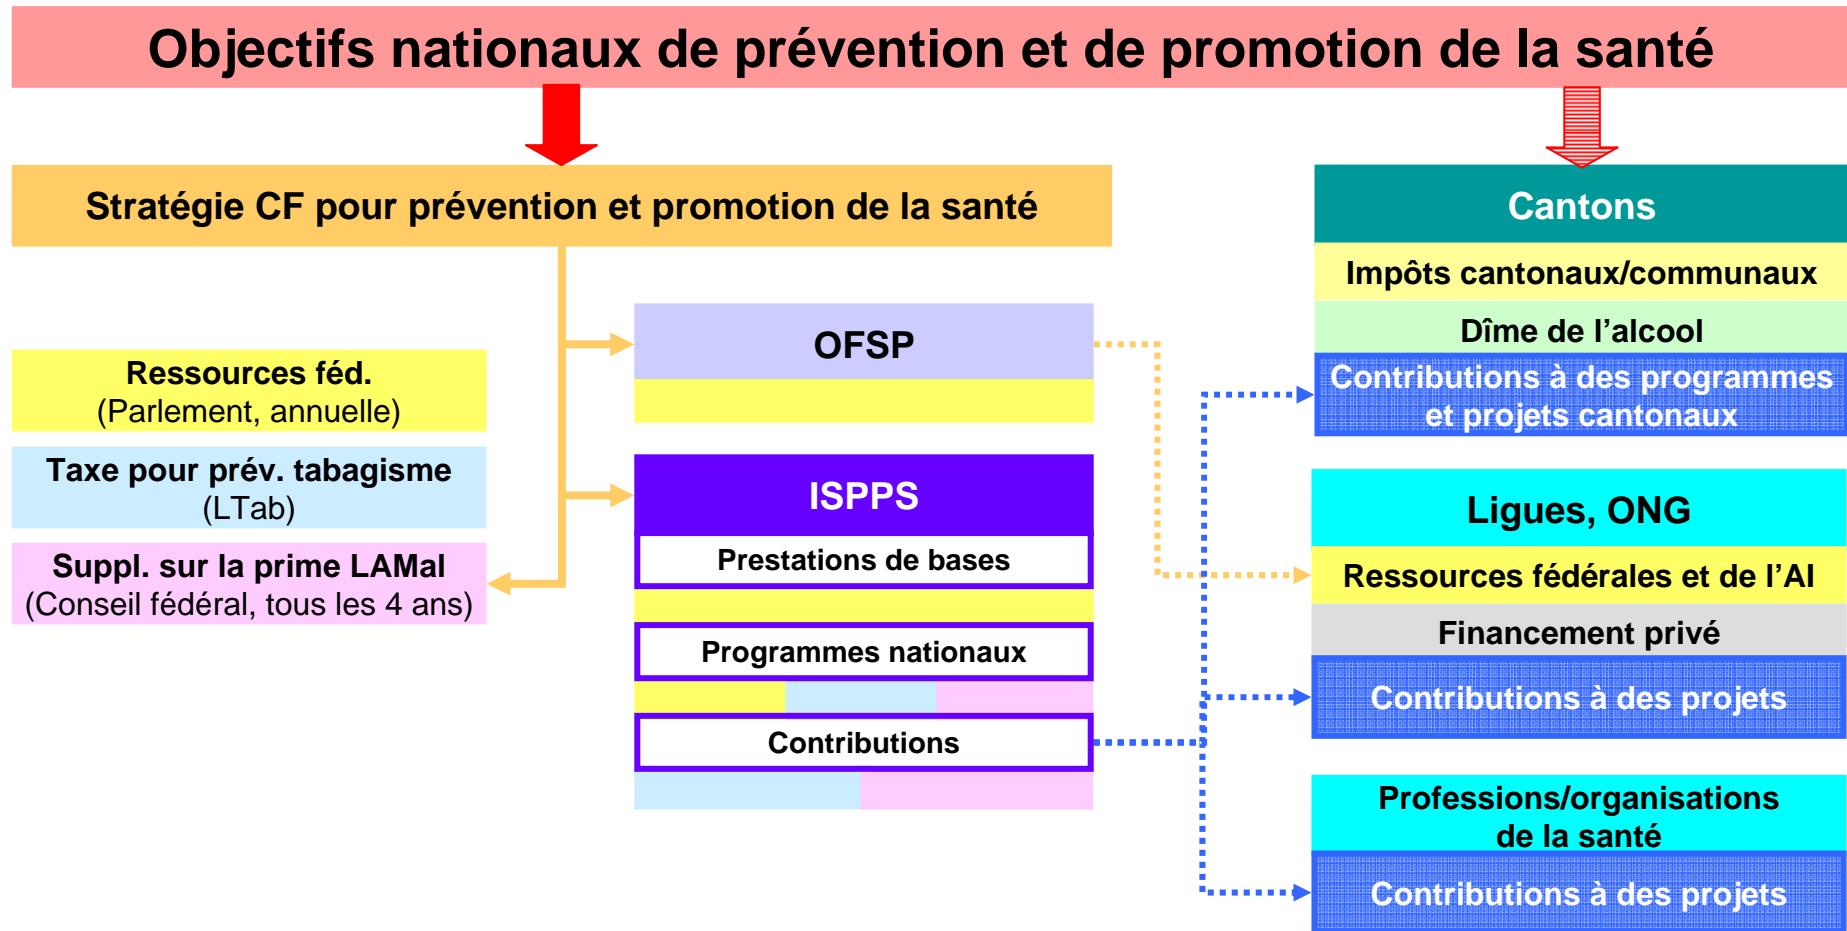 Objectifs nationaux de prévention et de promotion de la santé
Stratégie CF pour prévention et promotion de la santé
Ressources féd.
(Parlement, annuelle)
Taxe pour prév. tabagisme
(LTab)
Suppl. sur la prime LAMal
(Conseil fédéral, tous les 4 ans)
OFSP
ISPPS
Prestations de bases
Programmes nationaux
Contributions
Cantons
Impôts cantonaux/communaux
Dîme de l’alcool
Contributions à des programmes
et projets cantonaux
Ligues, ONG
Ressources fédérales et de l’AI
Financement privé
Contributions à des projets
Professions/organisations
de la santé
Contributions à des projets